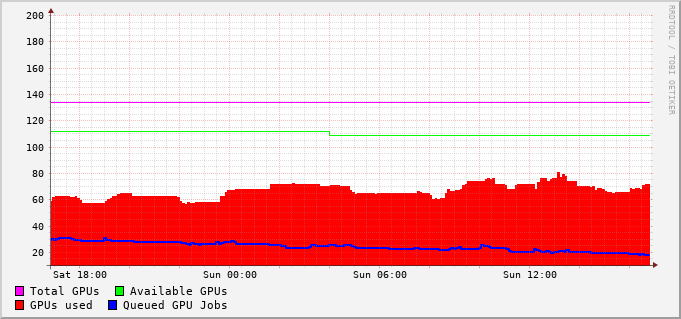 200
180
160
140
120
100
80
60
40
20
Sat 18:00 Sun 00:00 Sun 06:00 Sun 12:00
Total GPUs Available GPUs
GPUs used Queued GPU Jobs
RRDTOOL / TOBI OETIKER